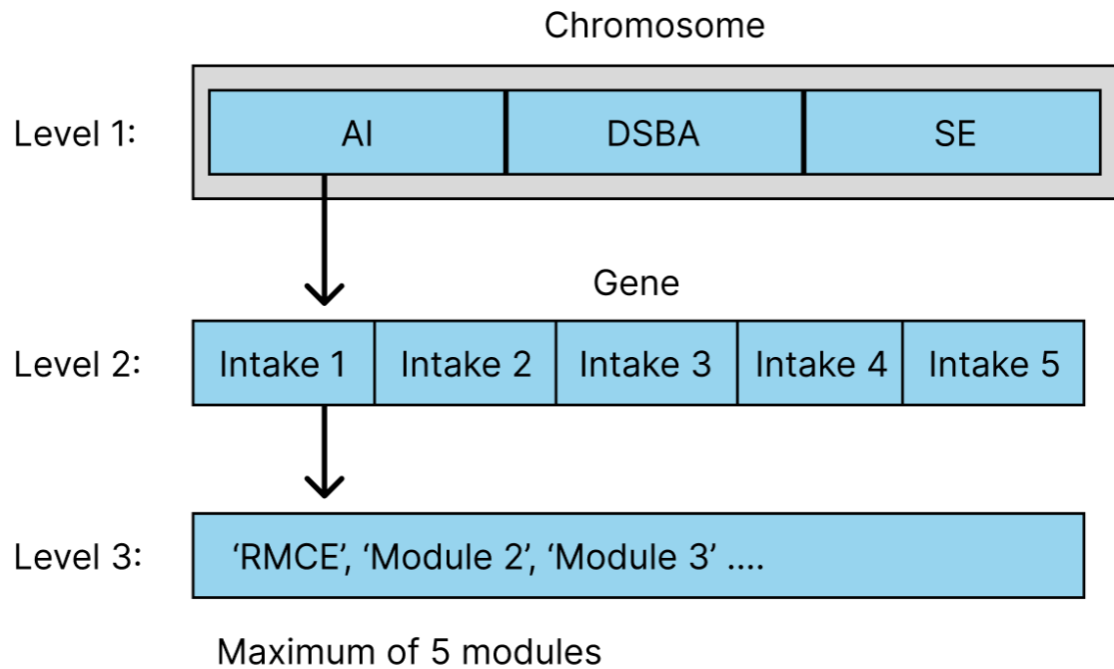 Chromosome
Level 1:
AI
DSBA
SE
Gene
Level 2:
Intake 1
Intake 2
Intake 3
Intake 4
Intake 5
Level 3:
‘RMCE’, ‘Module 2’, ‘Module 3’ ....
Maximum of 5 modules